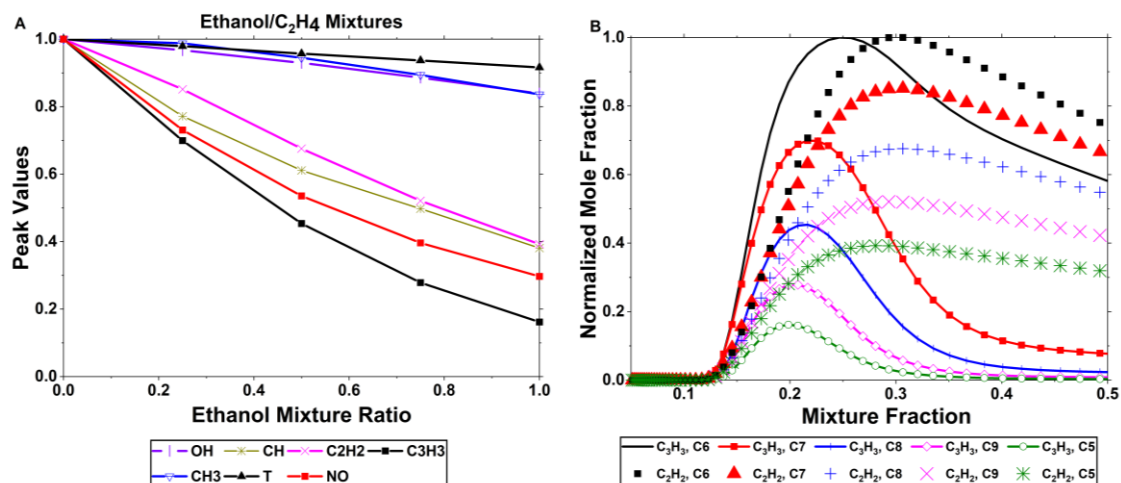 A
Ethanol/C₂H₄ Mixtures
Peak Values
1.0
0.8
0.6
0.4
0.2
0.0
0.0 0.2 0.4 0.6 0.8 1.0
Ethanol Mixture Ratio
OH CH C2H2 C3H3
CH3 T NO
B
Normalized Mole Fraction
1.0
0.8
0.6
0.4
0.2
0.0
0.1 0.2 0.3 0.4 0.5
Mixture Fraction
C₃H₃, C6 C₃H₃, C7 C₃H₃, C8 C₃H₃, C9 C₃H₃, C5
C₂H₂, C6 C₂H₂, C7 C₂H₂, C8 C₂H₂, C9 C₂H₂, C5